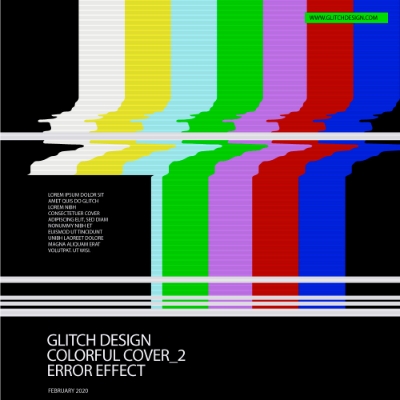 WWW.GLITCHDESIGN.COM
LOREM IPSUM DOLOR SIT
AMET QUIS DO GLITCH
LOREM NIBH
CONSECTETUER COVER
ADIPISCING ELIT, SED DIAM
NONUMMY NIBH ET
EUISMOD UT TINCIDUNT
UNIBH LAOREET DOLORE
MAGNA ALIQUAM ERAT
VOLUTPAT. UT WISI.
GLITCH DESIGN
COLORFUL COVER_2
ERROR EFFECT
FEBRUARY 2020